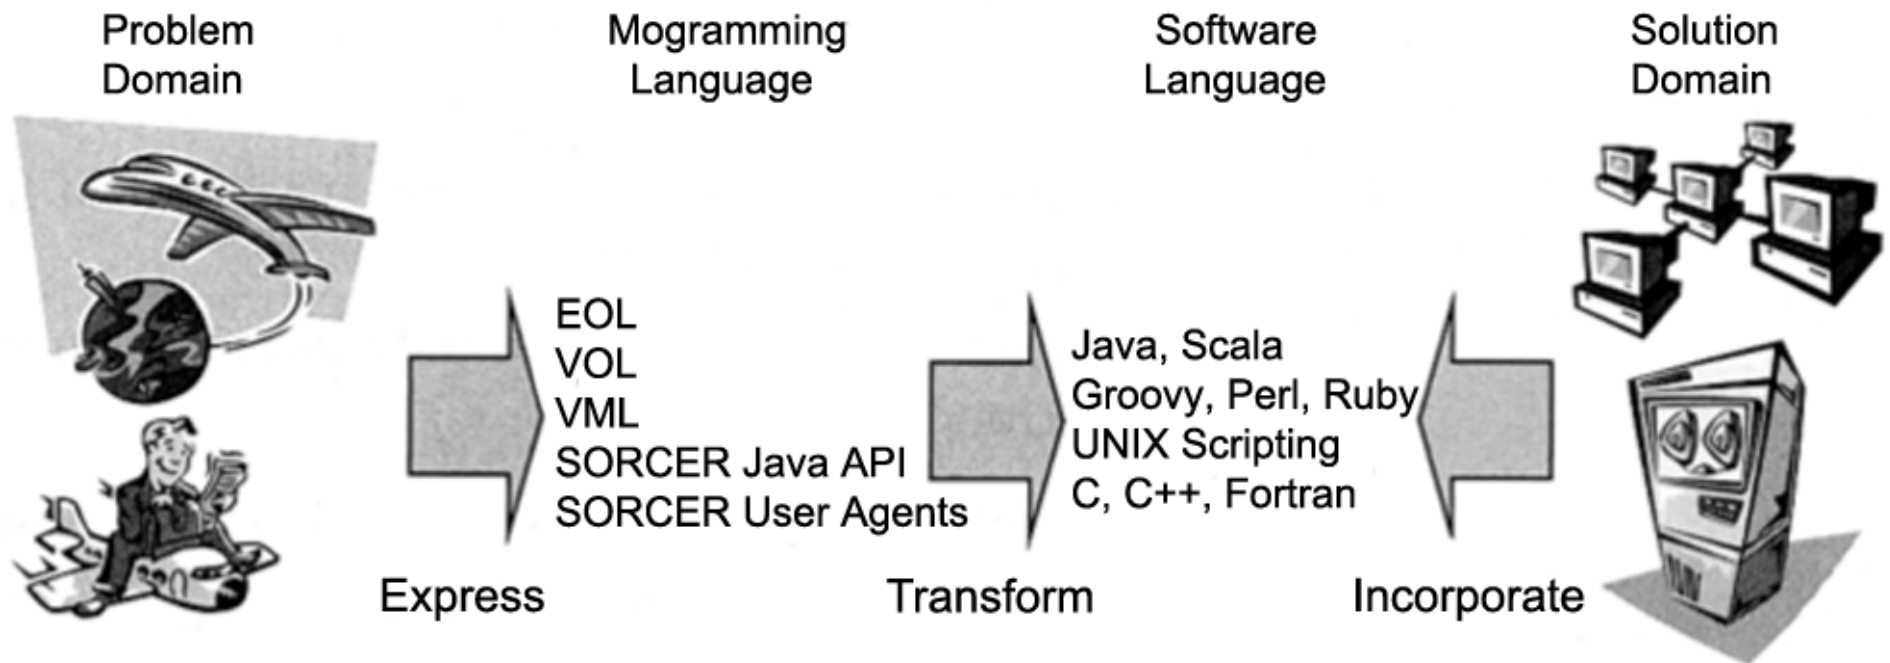 Problem
Domain
Mogramming
Language
Software
Language
Solution
Domain
EOL
VOL
VML
SORCER Java API
SORCER User Agents
Java, Scala
Groovy, Perl, Ruby
UNIX Scripting
C, C++, Fortran
Express
Transform
Incorporate